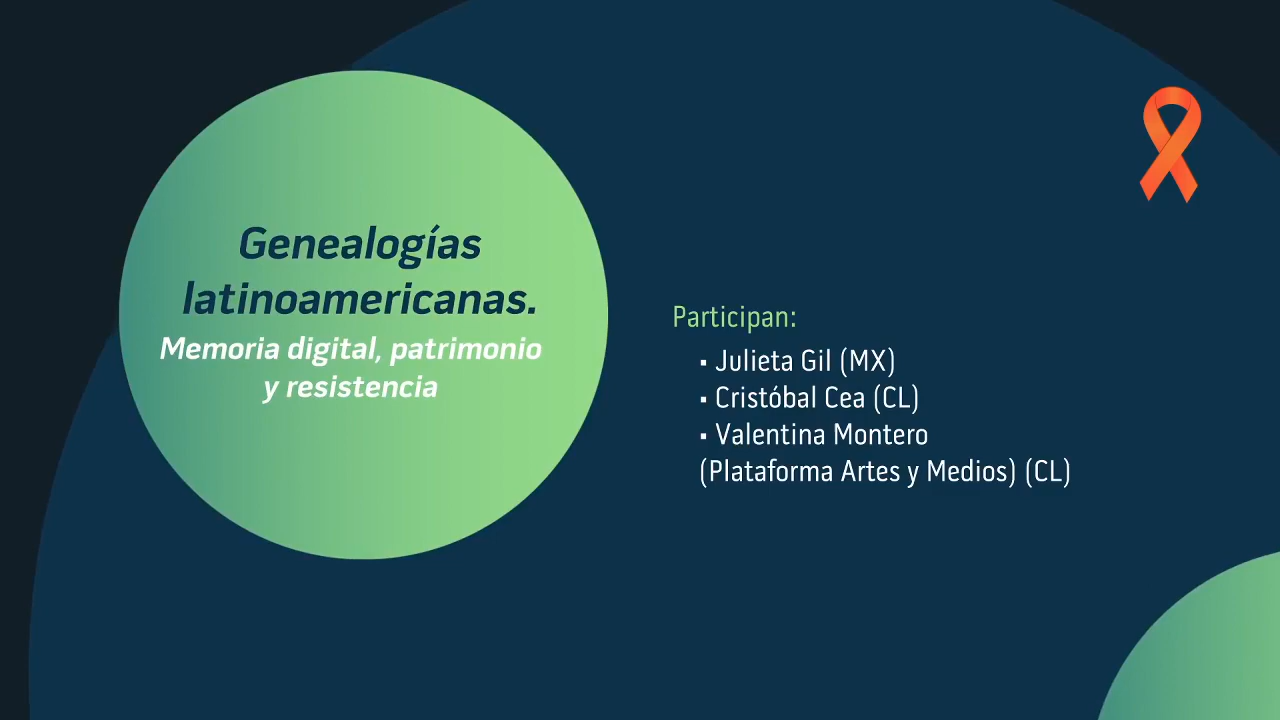 Genealogías
latinoamericanas.
Memoria digital, patrimonio
y resistencia
Participan:
▪ Julieta Gil (MX)
▪ Cristóbal Cea (CL)
▪ Valentina Montero
(Plataforma Artes y Medios) (CL)